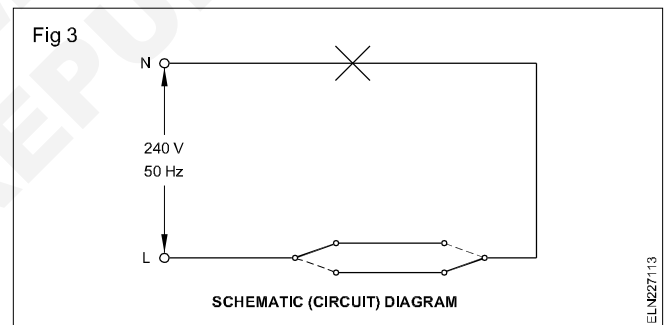 Fig 3
N
240 V
50 Hz
L
SCHEMATIC (CIRCUIT) DIAGRAM
ELN227113